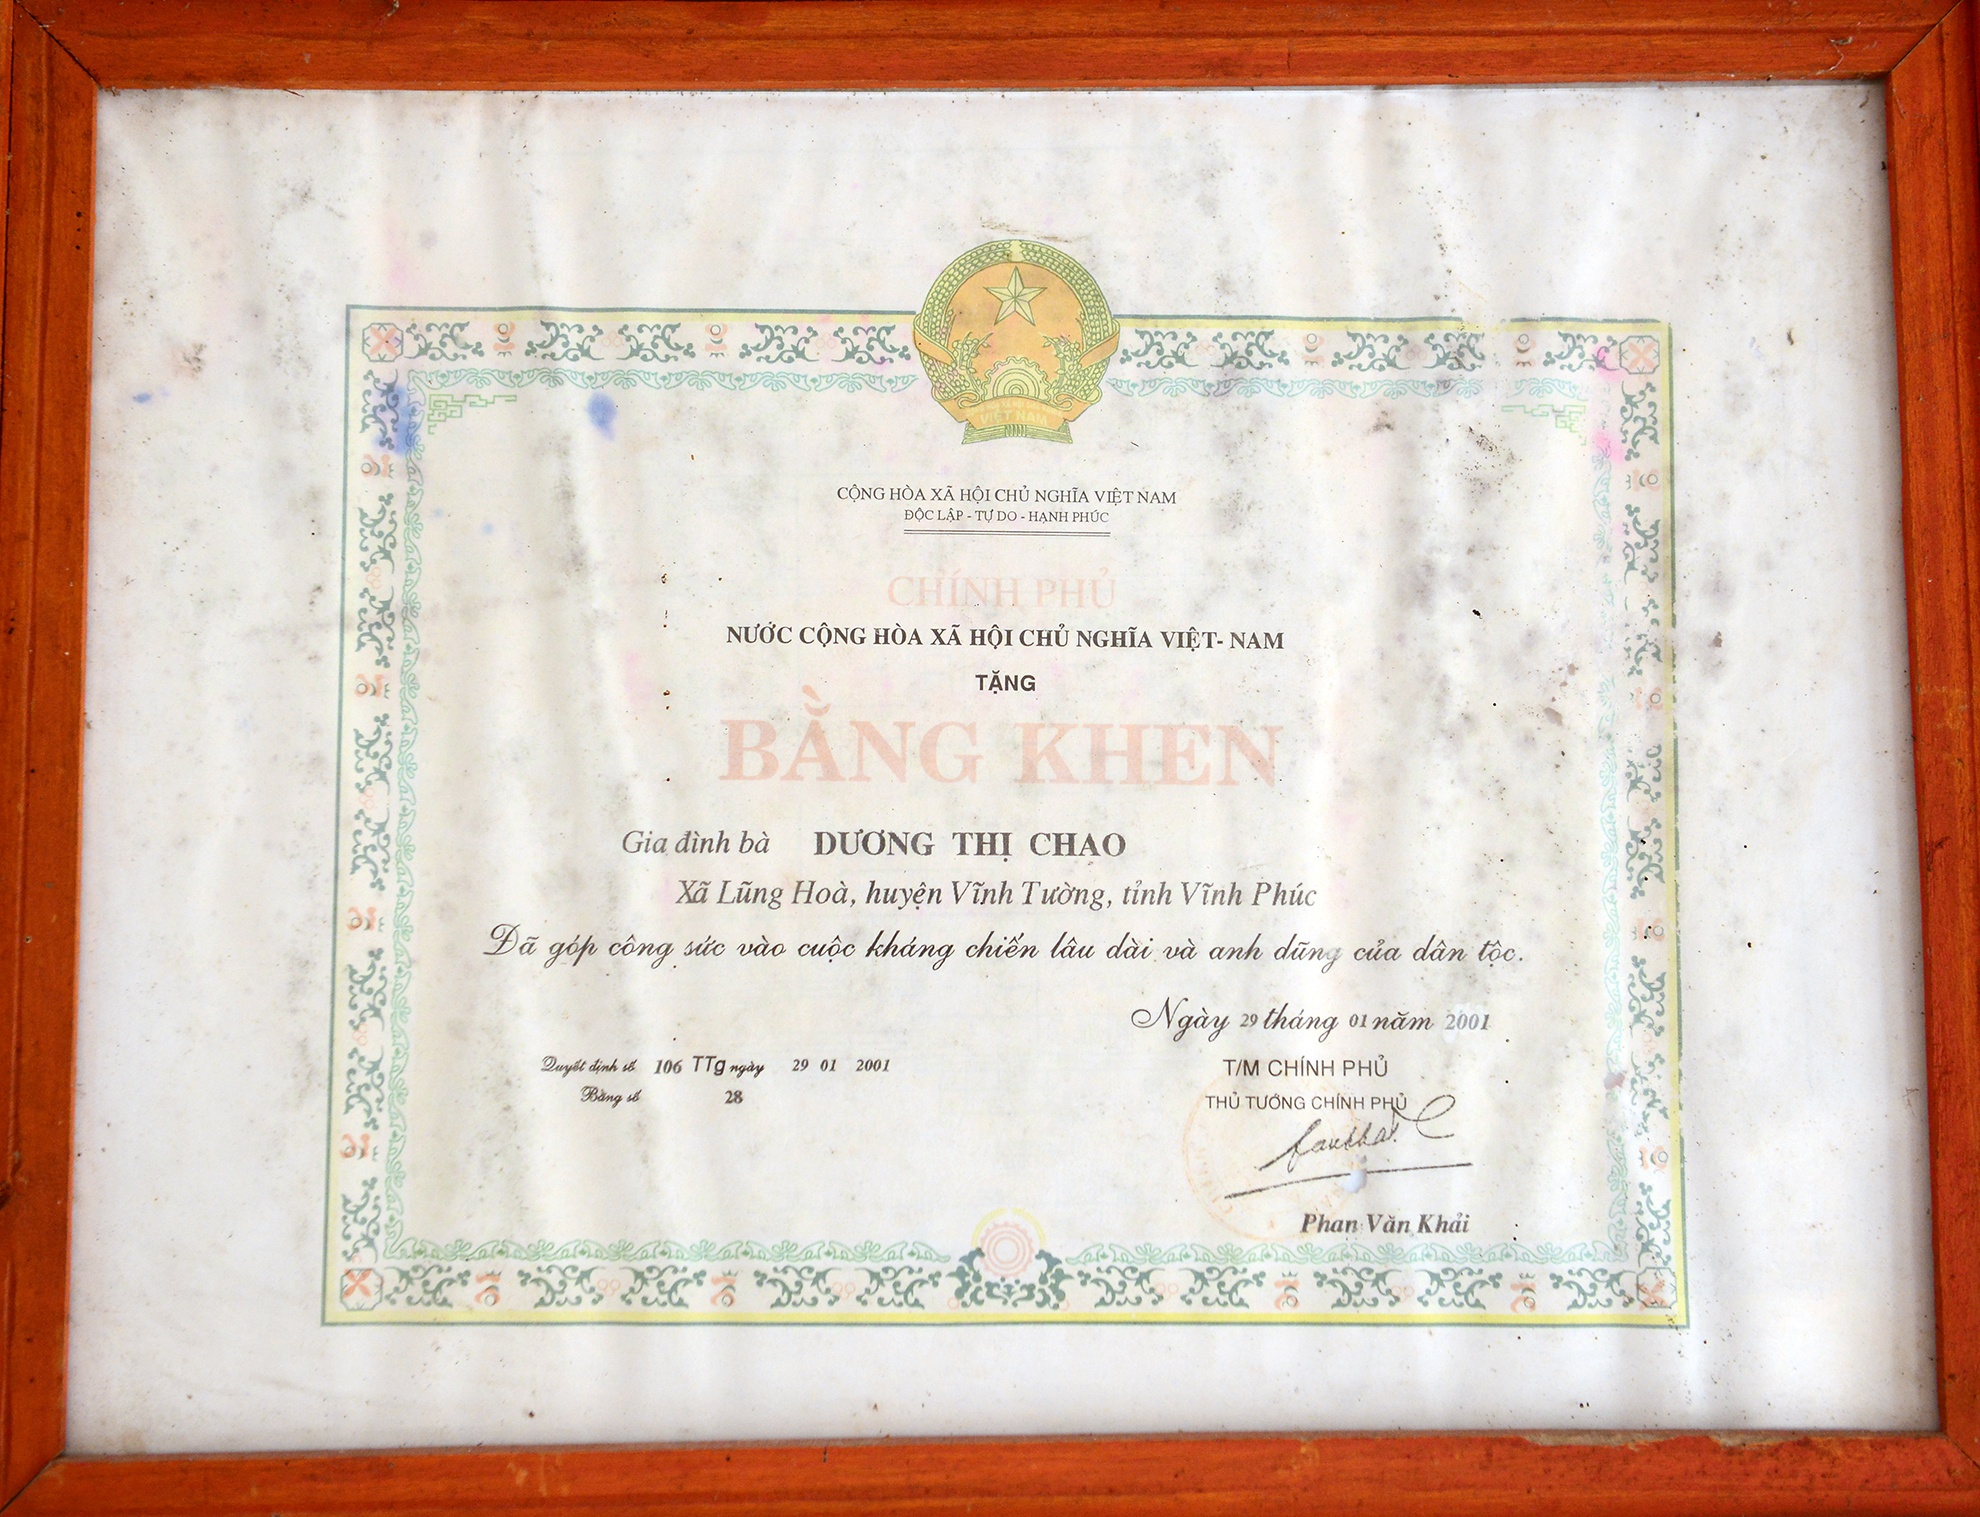 VIỆT NAM
CỘNG HÒA XÃ HỘI CHỦ NGHĨA VIỆT NAM
ĐỘC LẬP - TỰ DO - HẠNH PHÚC
CHÍNH PHỦ
NƯỚC CỘNG HÒA XÃ HỘI CHỦ NGHĨA VIỆT- NAM
TẶNG
BẰNG KHEN
Gia đình bà DƯƠNG THỊ CHAO
Xã Lũng Hoà, huyện Vĩnh Tường, tỉnh Vĩnh Phúc
Đã góp công sức vào cuộc kháng chiến lâu dài và anh dũng của dân tộc.
Ngày 29 tháng 01 năm 2001
Quyết định số 106 TTg ngày 29 01 2001
Bằng số 28
T/M CHÍNH PHỦ
THỦ TƯỚNG CHÍNH PHỦ
Phan Văn Khải